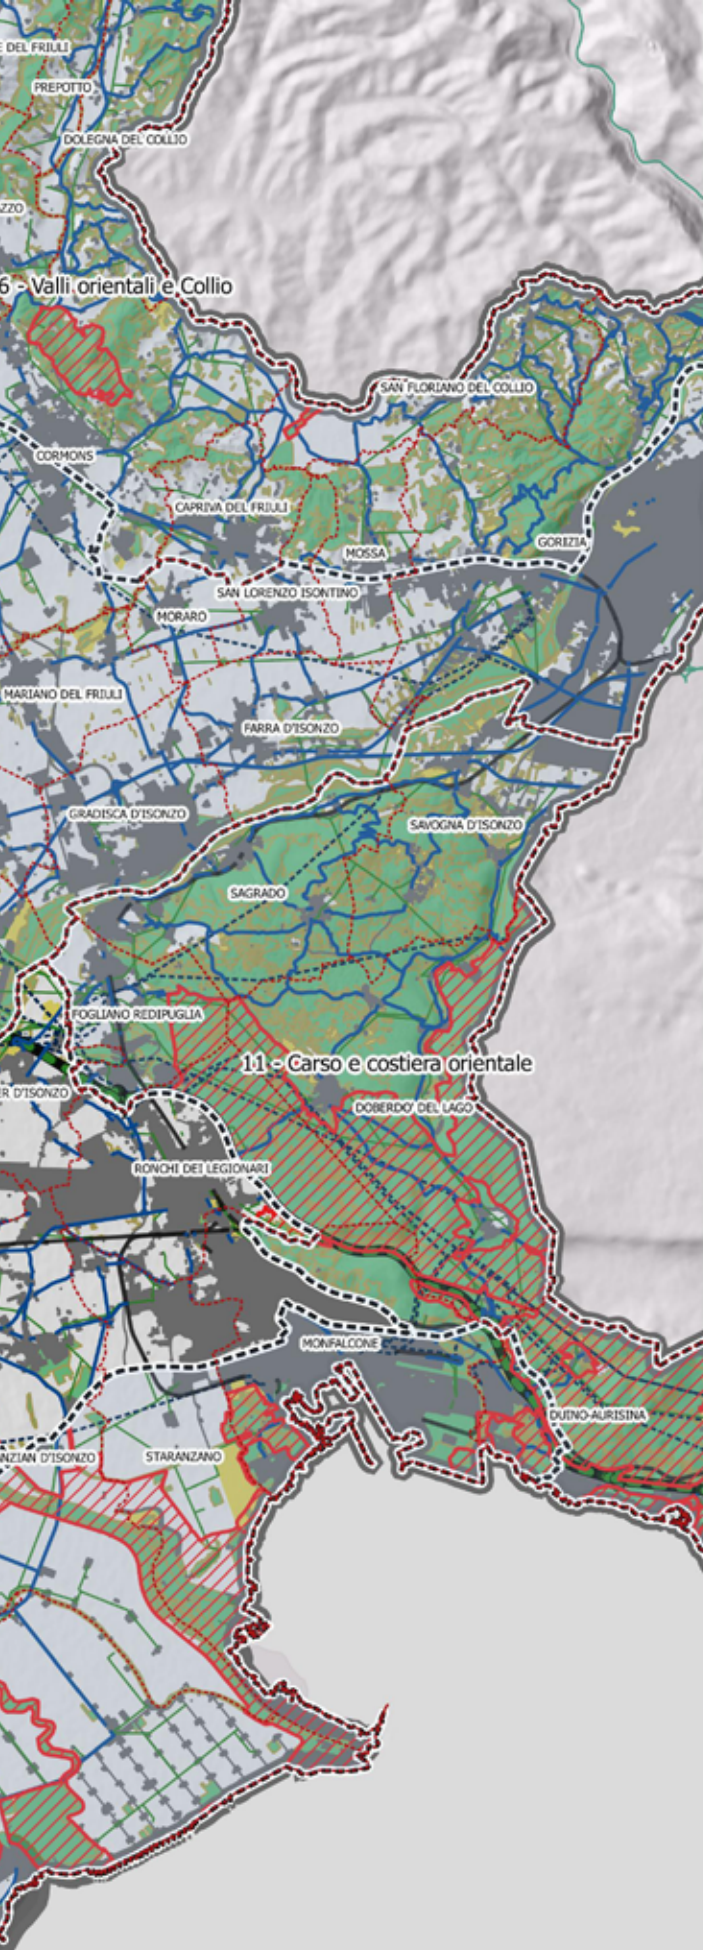 E DEL FRIULI
PREPOTTO
DOLEGNA DEL COLLIO
ZZO
6 - Valli orientali e Collio
SAN FLORIANO DEL COLLIO
CORMONS
CAPRIVA DEL FRIULI
GORIZIA
MOSSA
SAN LORENZO ISONTINO
MORARO
MARIANO DEL FRIULI
FARRA D'ISONZO
GRADISCA D'ISONZO
SAVOGNA D'ISONZO
SAGRADO
FOGLIANO REDIPUGLIA
11 - Carso e costiera orientale
ER D'ISONZO
DOBERDO' DEL LAGO
RONCHI DEI LEGIONARI
MONFALCONE
DUINO-AURISINA
NZIAN D'ISONZO
STARANZANO